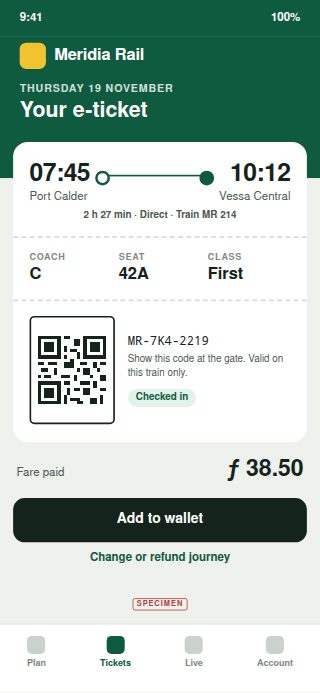 9:41 100%
Meridia Rail
THURSDAY 19 NOVEMBER
Your e-ticket
07:45 10:12
Port Calder Vessa Central
2 h 27 min · Direct · Train MR 214
COACH SEAT CLASS
C 42A First
MR-7K4-2219
Show this code at the gate. Valid on
this train only.
Checked in
Fare paid ƒ 38.50
Add to wallet
Change or refund journey
SPECIMEN
Plan Tickets Live Account